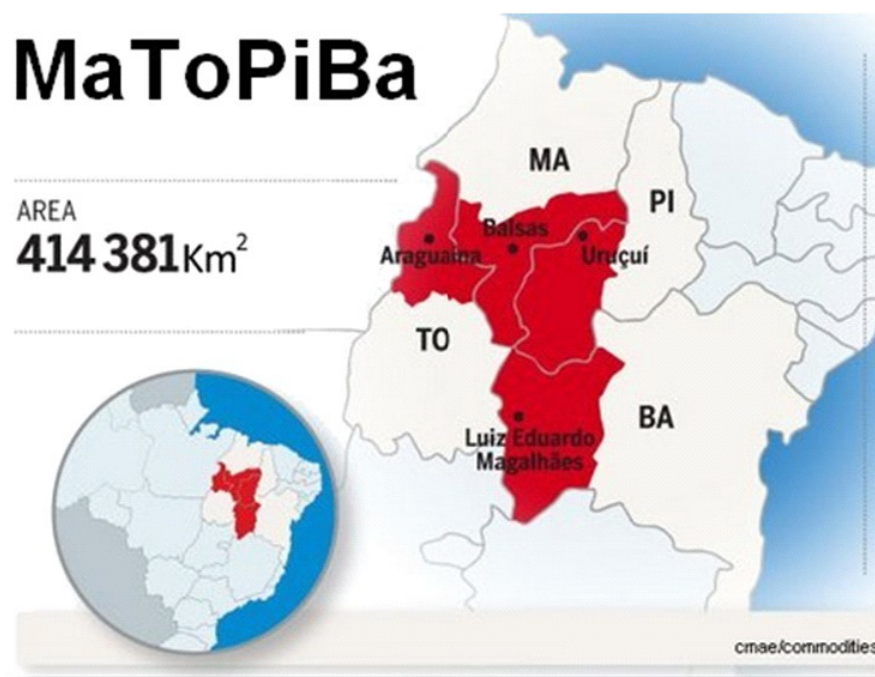 MaToPiBa
AREA
414 381Km²
MA
PI
Balsas
Araguaina
Uruçuí
TO
BA
Luiz Eduardo
Magalhães
cmae/commodities